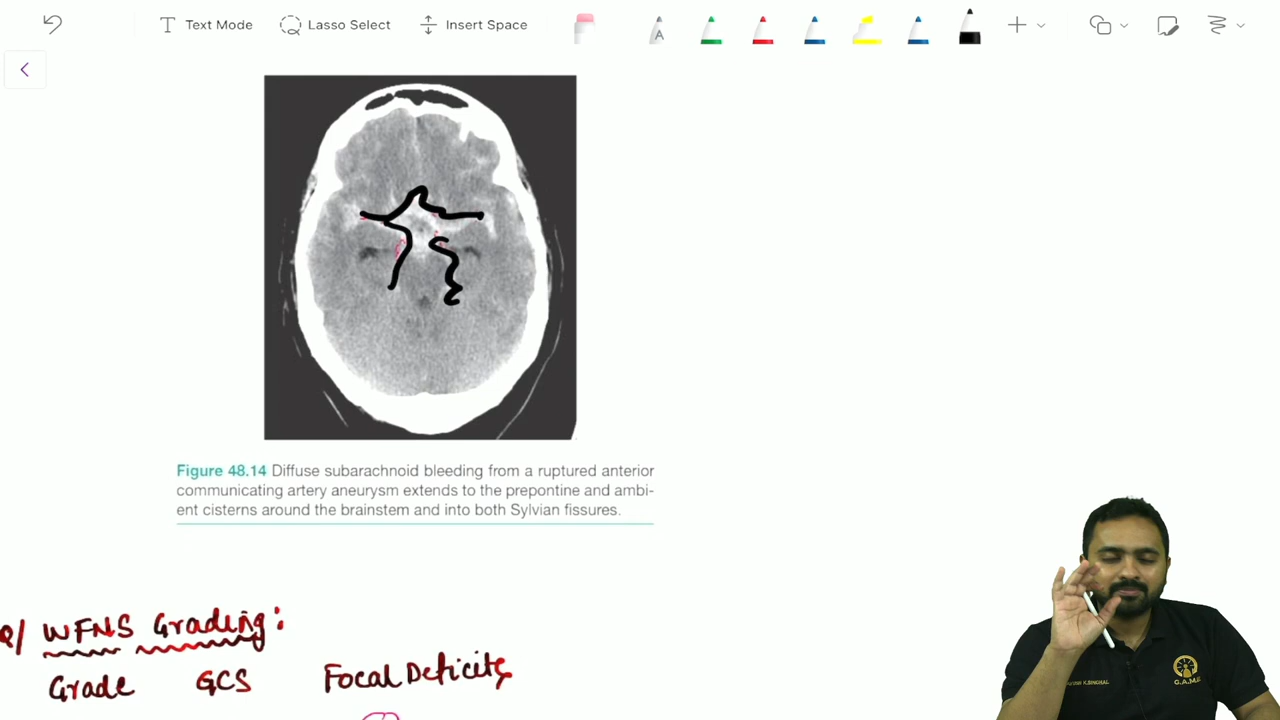 Text Mode Lasso Select Insert Space
A
Figure 48.14 Diffuse subarachnoid bleeding from a ruptured anterior
communicating artery aneurysm extends to the prepontine and ambi-
ent cisterns around the brainstem and into both Sylvian fissures.
WFNS Grading:
Grade GCS Focal Deficits
K.SINGHAL
G.A.M.S